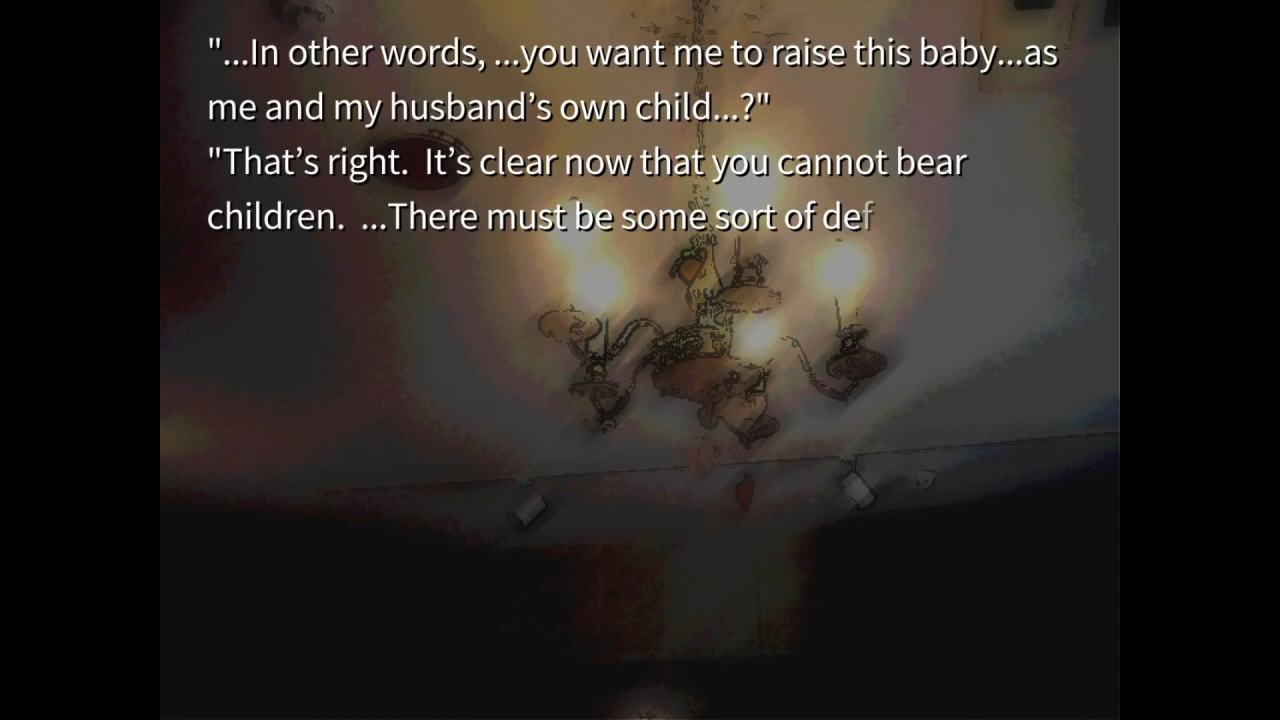 "...In other words, ...you want me to raise this baby...as
me and my husband’s own child...?"
"That’s right.  It’s clear now that you cannot bear
children.  ...There must be some sort of def